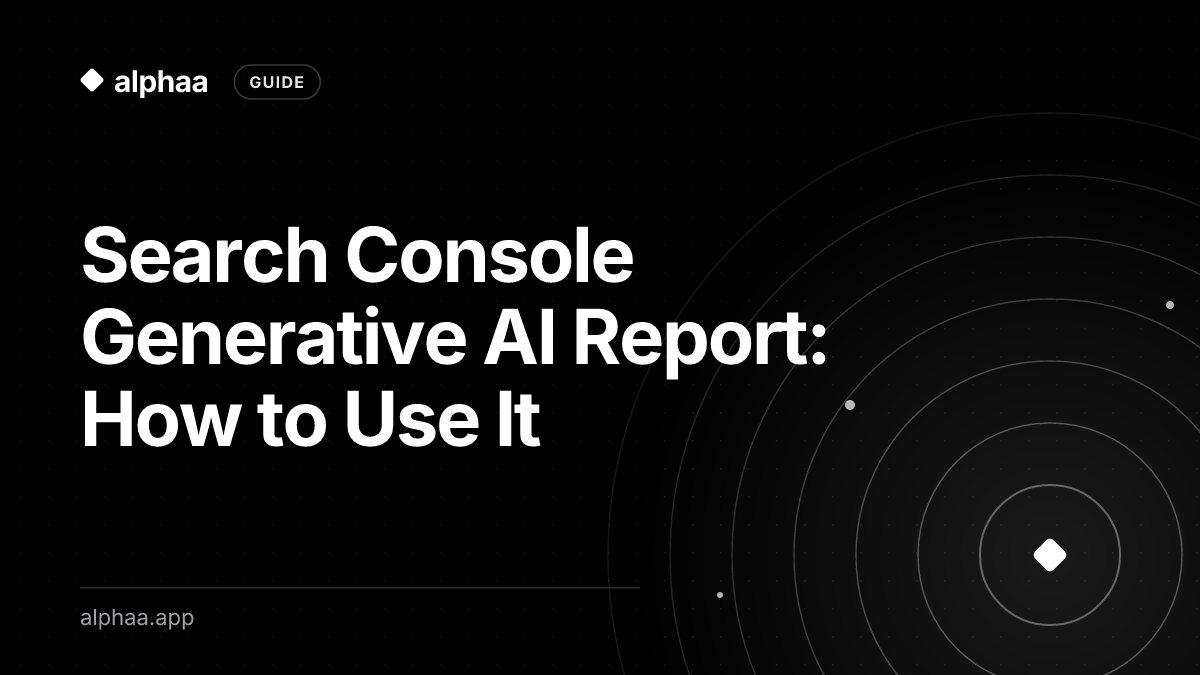 alphaa GUIDE
Search Console
Generative AI Report:
How to Use It
alphaa.app